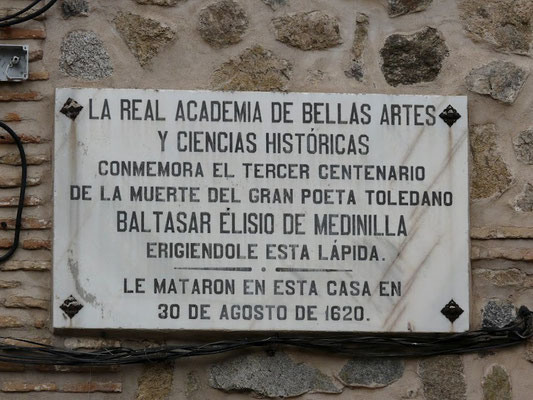 LA REAL ACADEMIA DE BELLAS ARTES
Y CIENCIAS HISTÓRICAS
CONMEMORA EL TERCER CENTENARIO
DE LA MUERTE DEL GRAN POETA TOLEDANO
BALTASAR ÉLISIO DE MEDINILLA
ERIGIENDOLE ESTA LÁPIDA.
LE MATARON EN ESTA CASA EN
30 DE AGOSTO DE 1620.